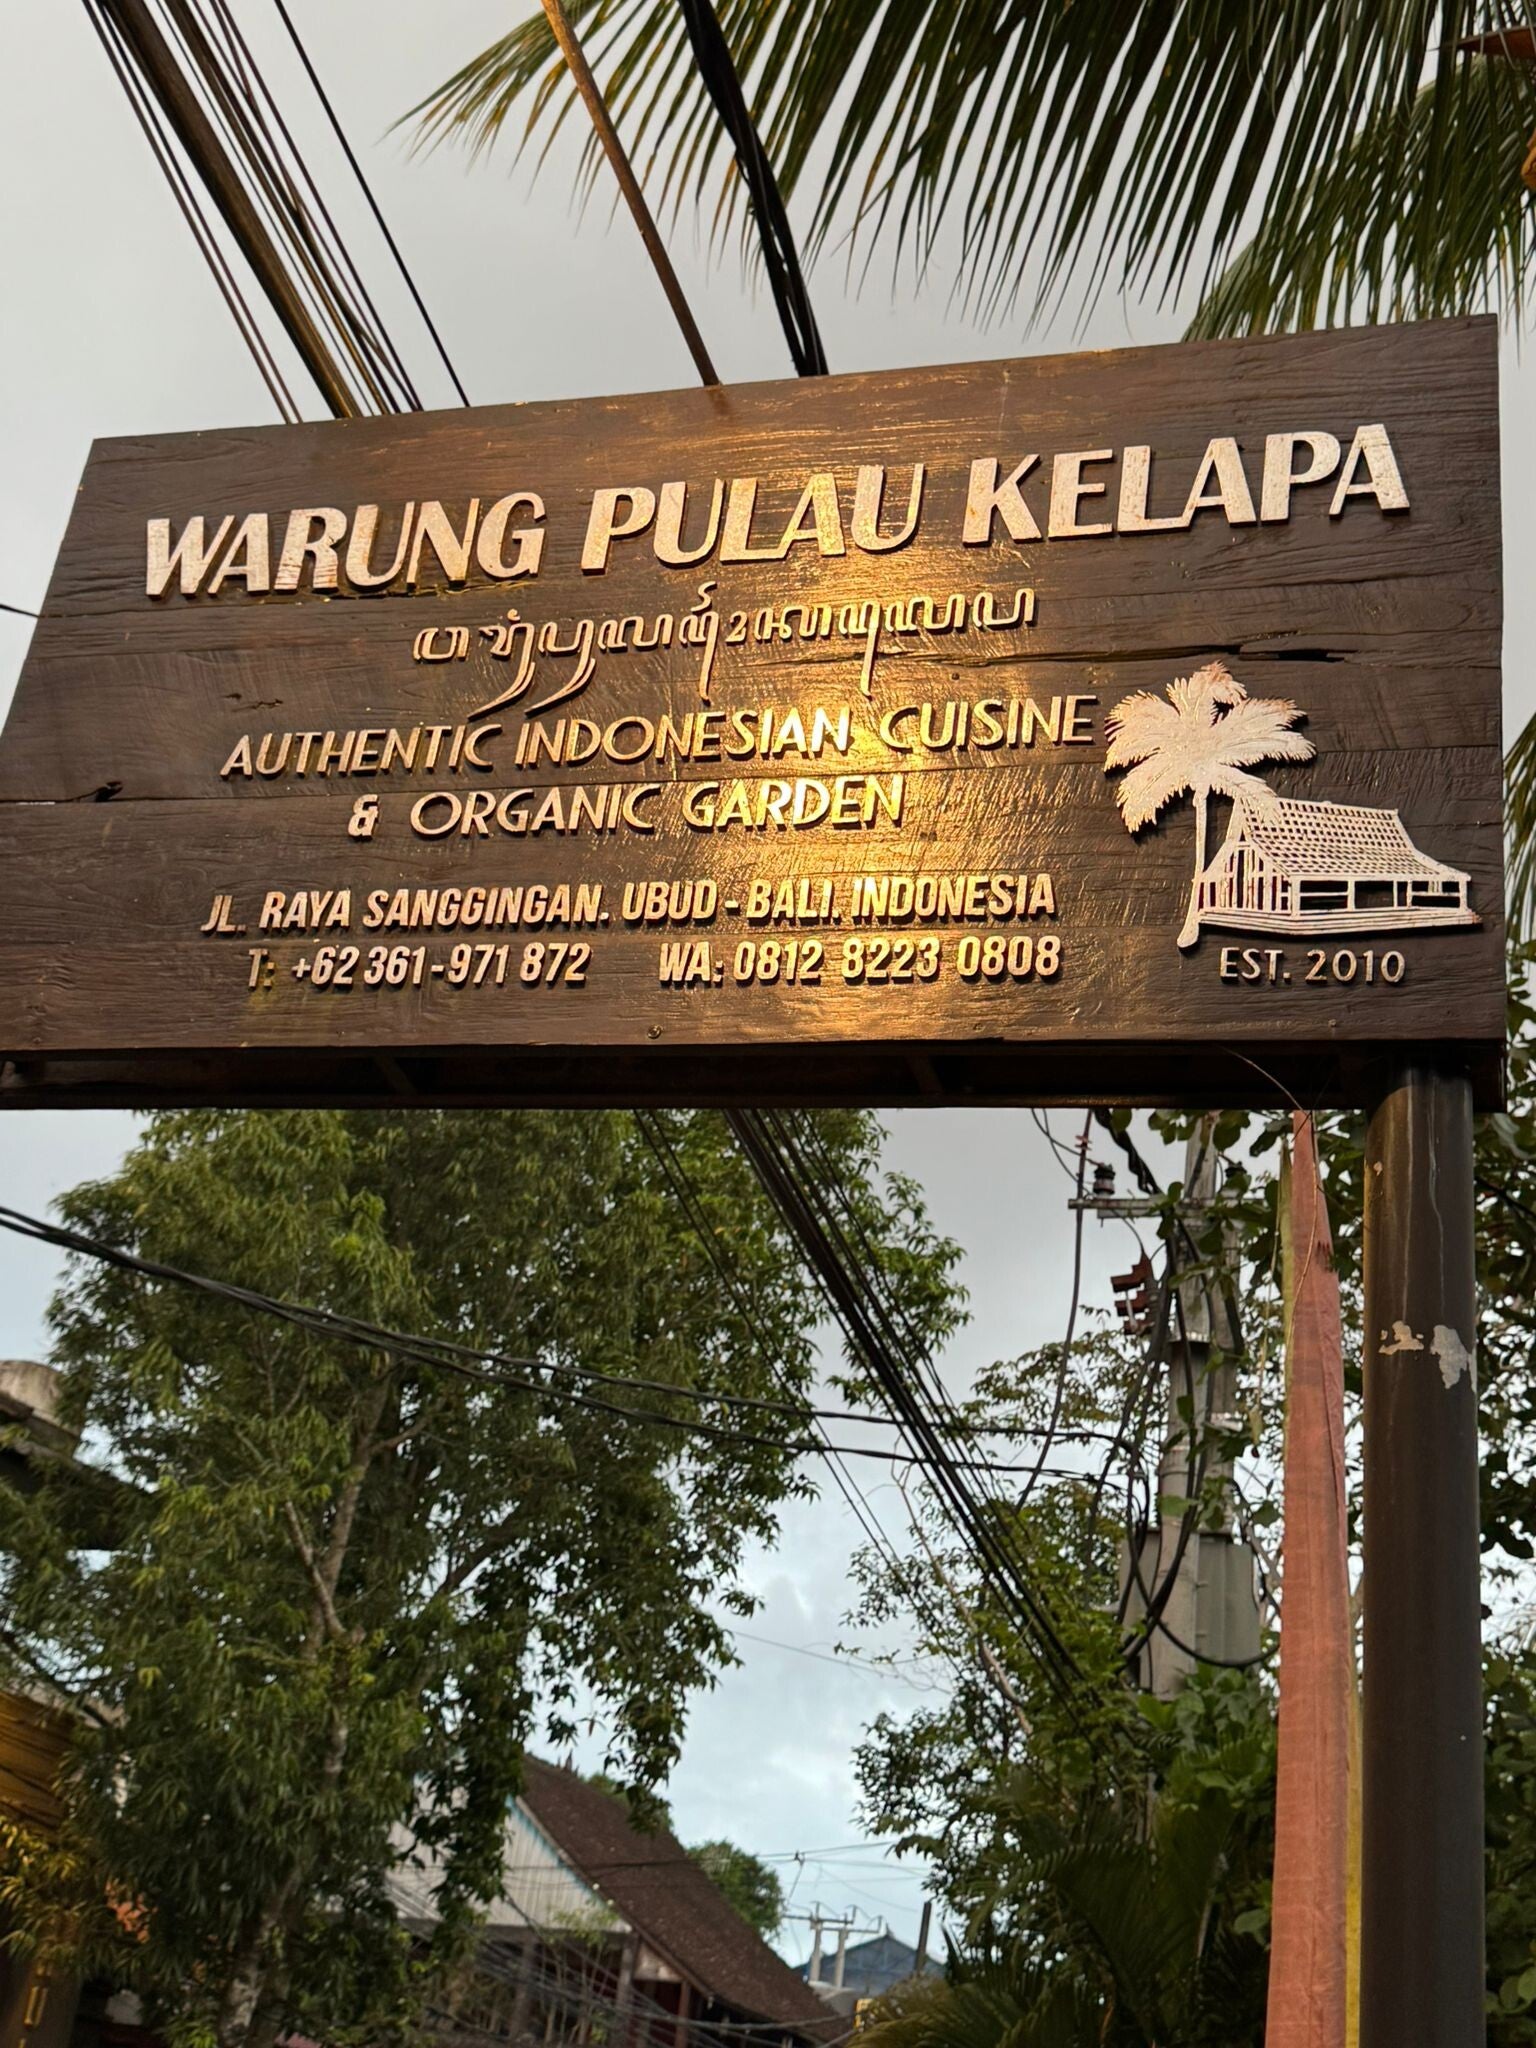 WARUNG PULAU KELAPA
AUTHENTIC INDONESIAN CUISINE
& ORGANIC GARDEN
JL. RAYA SANGGINGAN. UBUD - BALI. INDONESIA
T: +62 361-971 872 WA: 0812 8223 0808
EST. 2010